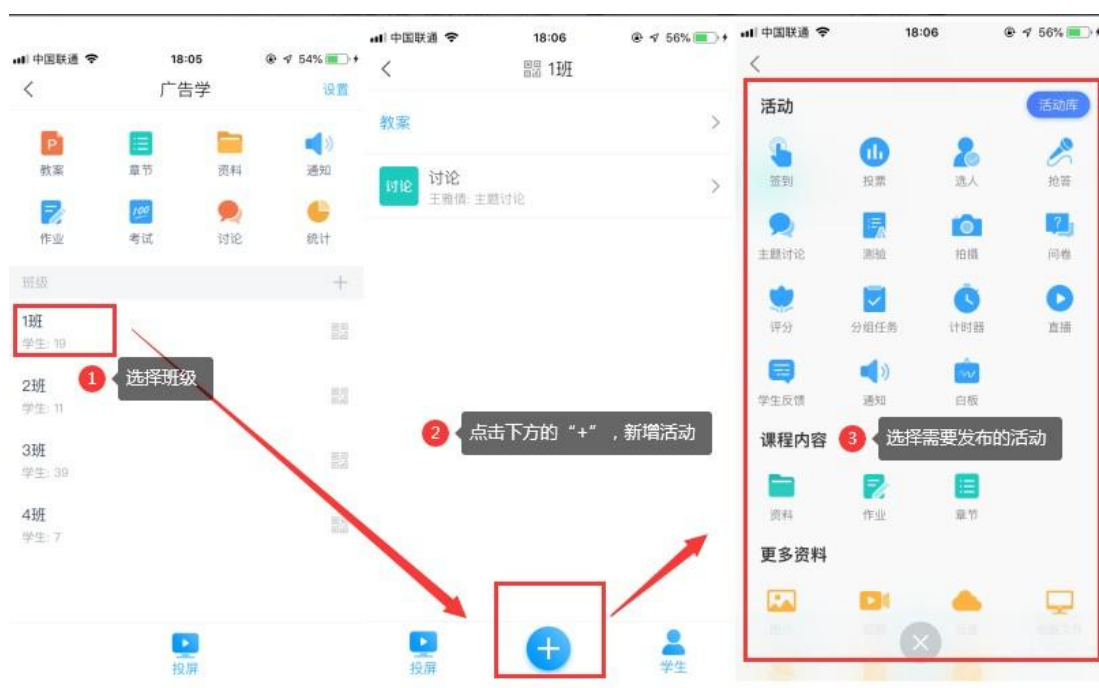 中国联通
18:05
54%
广告学
设置
P
教案
章节
资料
通知
100
作业
考试
讨论
统计
班级
1班
学生: 19
1 选择班级
2班
学生: 11
3班
学生: 39
4班
学生: 7
投屏
中国联通
18:06
56%
1班
教案
讨论
讨论
王雅倩: 主题讨论
2 点击下方的“+”，新增活动
投屏
学生
中国联通
18:06
56%
活动
活动库
签到
投票
选人
抢答
主题讨论
测验
拍摄
问卷
评分
分组任务
计时器
直播
学生反馈
通知
白板
课程内容
3 选择需要发布的活动
资料
作业
章节
更多资料